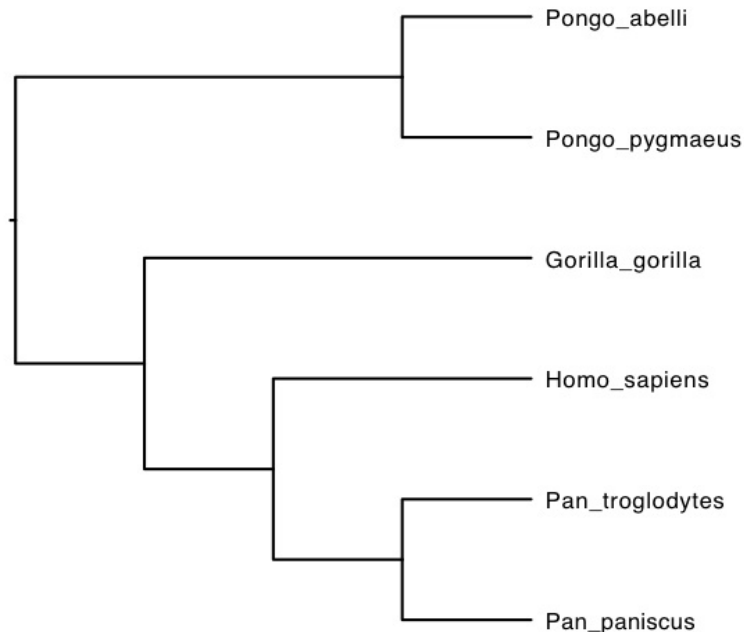 Pongo_abelli
Pongo_pygmaeus
Gorilla_gorilla
Homo_sapiens
Pan_troglodytes
Pan_paniscus